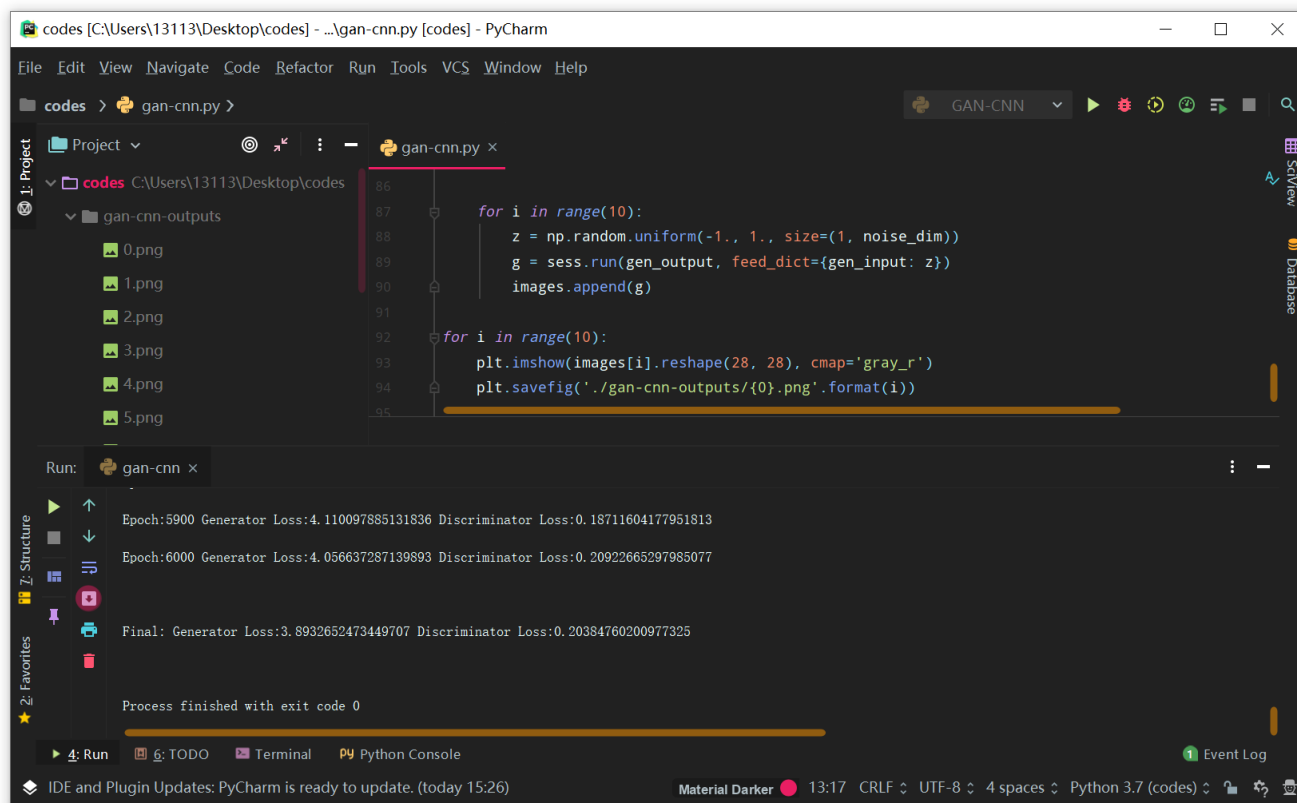 codes [C:\Users\13113\Desktop\codes] - ...\gan-cnn.py [codes] - PyCharm
File Edit View Navigate Code Refactor Run Tools VCS Window Help
codes gan-cnn.py GAN-CNN
1: Project
Project
gan-cnn.py
codes C:\Users\13113\Desktop\codes
gan-cnn-outputs
0.png
1.png
2.png
3.png
4.png
5.png
86
87 for i in range(10):
88 z = np.random.uniform(-1., 1., size=(1, noise_dim))
89 g = sess.run(gen_output, feed_dict={gen_input: z})
90 images.append(g)
91
92 for i in range(10):
93 plt.imshow(images[i].reshape(28, 28), cmap='gray_r')
94 plt.savefig('./gan-cnn-outputs/{0}.png'.format(i))
95
SciView
Database
Run: gan-cnn
7: Structure
2: Favorites
Epoch:5900 Generator Loss:4.110097885131836 Discriminator Loss:0.18711604177951813
Epoch:6000 Generator Loss:4.056637287139893 Discriminator Loss:0.20922665297985077
Final: Generator Loss:3.8932652473449707 Discriminator Loss:0.20384760200977325
Process finished with exit code 0
4: Run 6: TODO Terminal Python Console 1 Event Log
IDE and Plugin Updates: PyCharm is ready to update. (today 15:26) Material Darker 13:17 CRLF UTF-8 4 spaces Python 3.7 (codes)